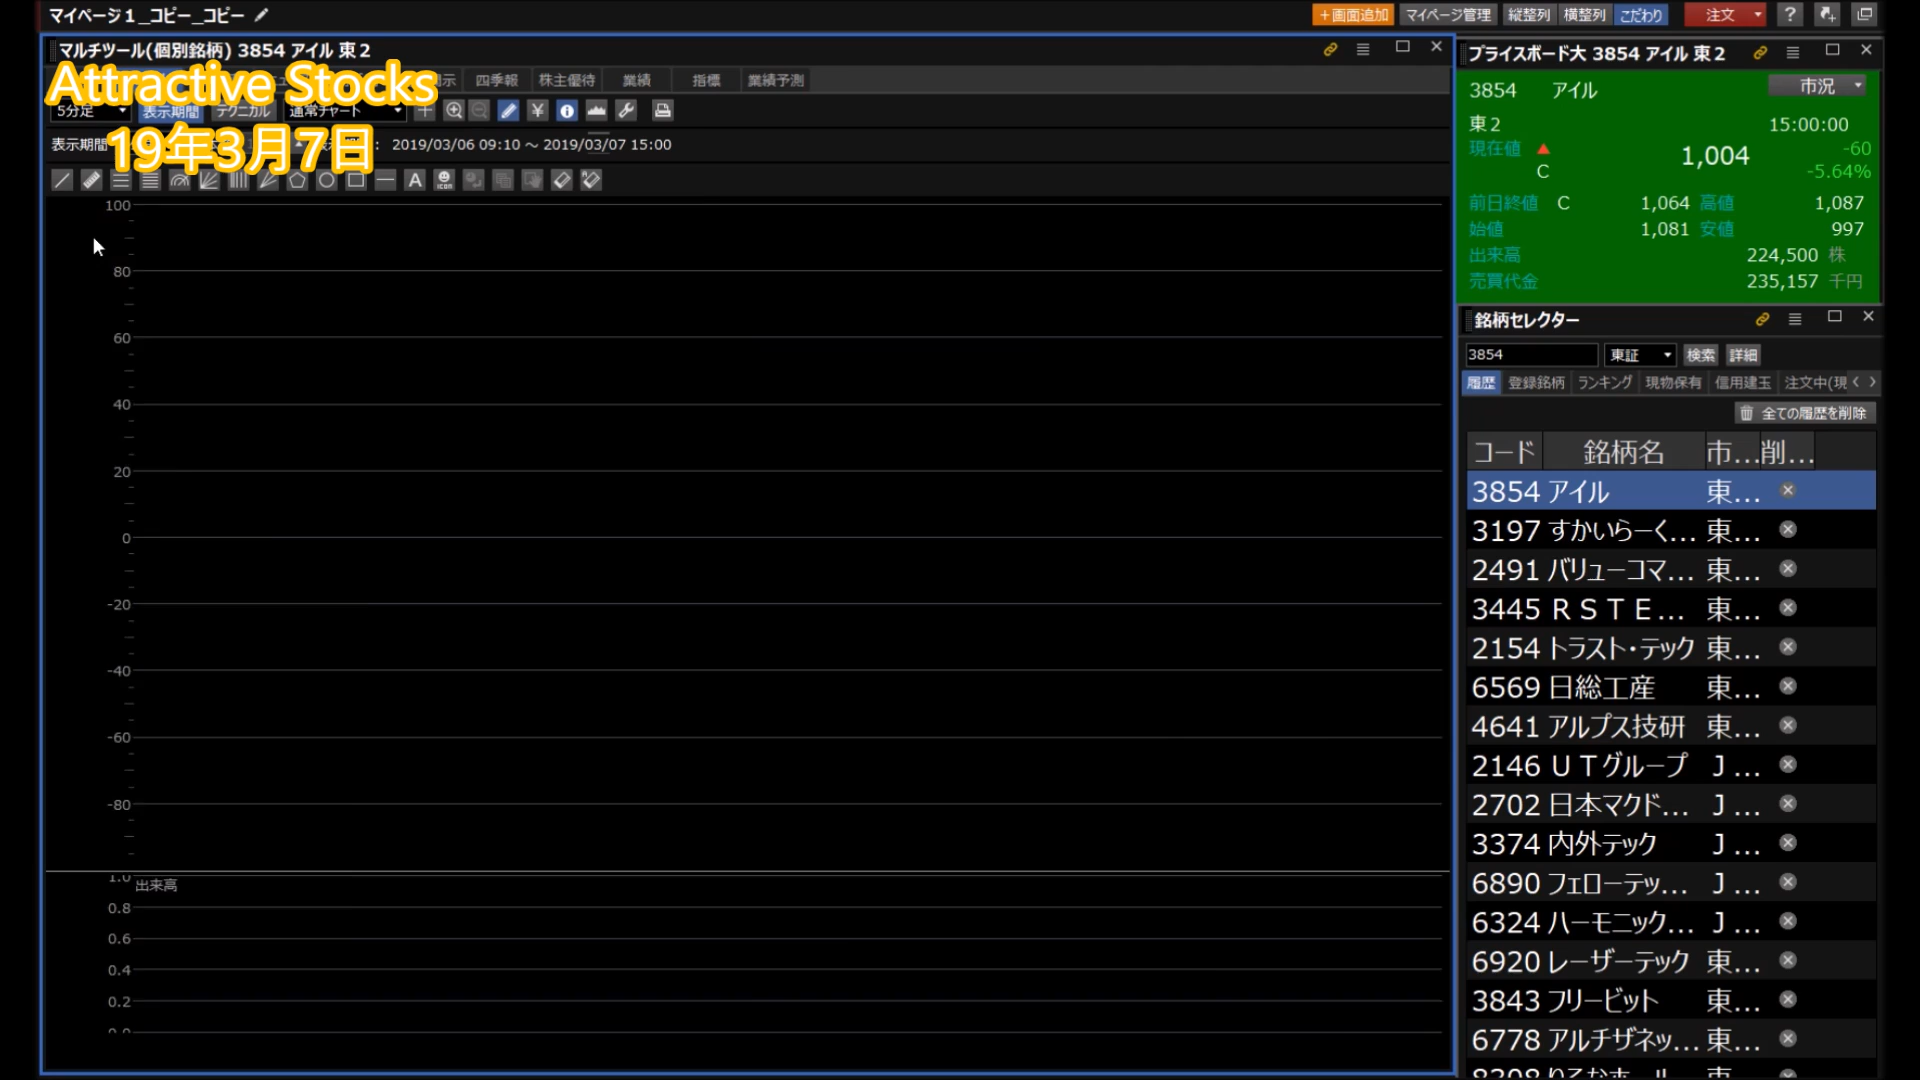 マイページ１_コピー_コピー
＋画面追加 マイページ管理 縦整列 横整列 こだわり 注文 ?
マルチツール(個別銘柄) 3854 アイル 東２
Attractive Stocks
示 四季報 株主優待 業績 指標 業績予測
5分足 表示期間 テクニカル 通常チャート ¥
19年3月7日
表示期間 : 2019/03/06 09:10 ～ 2019/03/07 15:00
A
100
80
60
40
20
0
-20
-40
-60
-80
1.0 出来高
0.8
0.6
0.4
0.2
0.0
プライスボード大 3854 アイル 東２
3854 アイル 市況
東２ 15:00:00
現在値 ▲ 1,004 -60
C -5.64%
前日終値 C 1,064 高値 1,087
始値 1,081 安値 997
出来高 224,500 株
売買代金 235,157 千円
銘柄セレクター
3854 東証 検索 詳細
履歴 登録銘柄 ランキング 現物保有 信用建玉 注文中(現
全ての履歴を削除
コード 銘柄名 市... 削...
3854 アイル 東...
3197 すかいらーく... 東...
2491 バリューコマ... 東...
3445 ＲＳＴＥ... 東...
2154 トラスト・テック 東...
6569 日総工産 東...
4641 アルプス技研 東...
2146 ＵＴグループ Ｊ...
2702 日本マクド... Ｊ...
3374 内外テック Ｊ...
6890 フェローテッ... Ｊ...
6324 ハーモニック... Ｊ...
6920 レーザーテック 東...
3843 フリービット 東...
6778 アルチザネッ... 東...